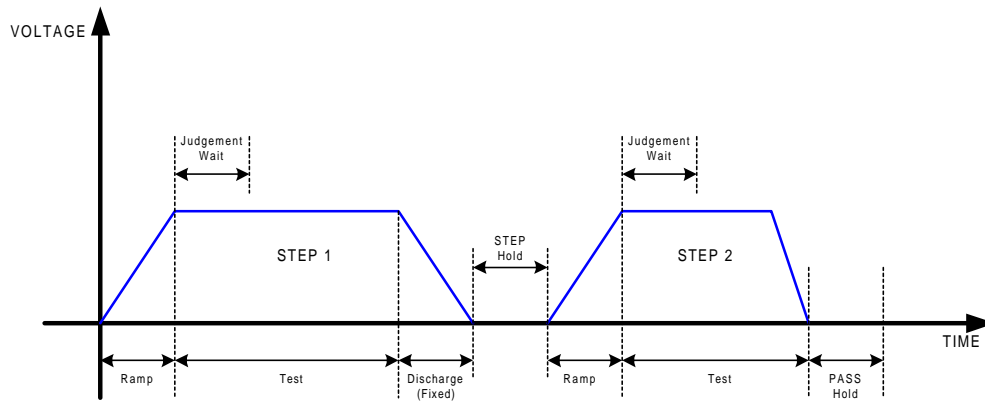 VOLTAGE
Judgement
Wait
Judgement
Wait
STEP 1
STEP
Hold
STEP 2
TIME
Ramp
Test
Discharge
(Fixed)
Ramp
Test
PASS
Hold